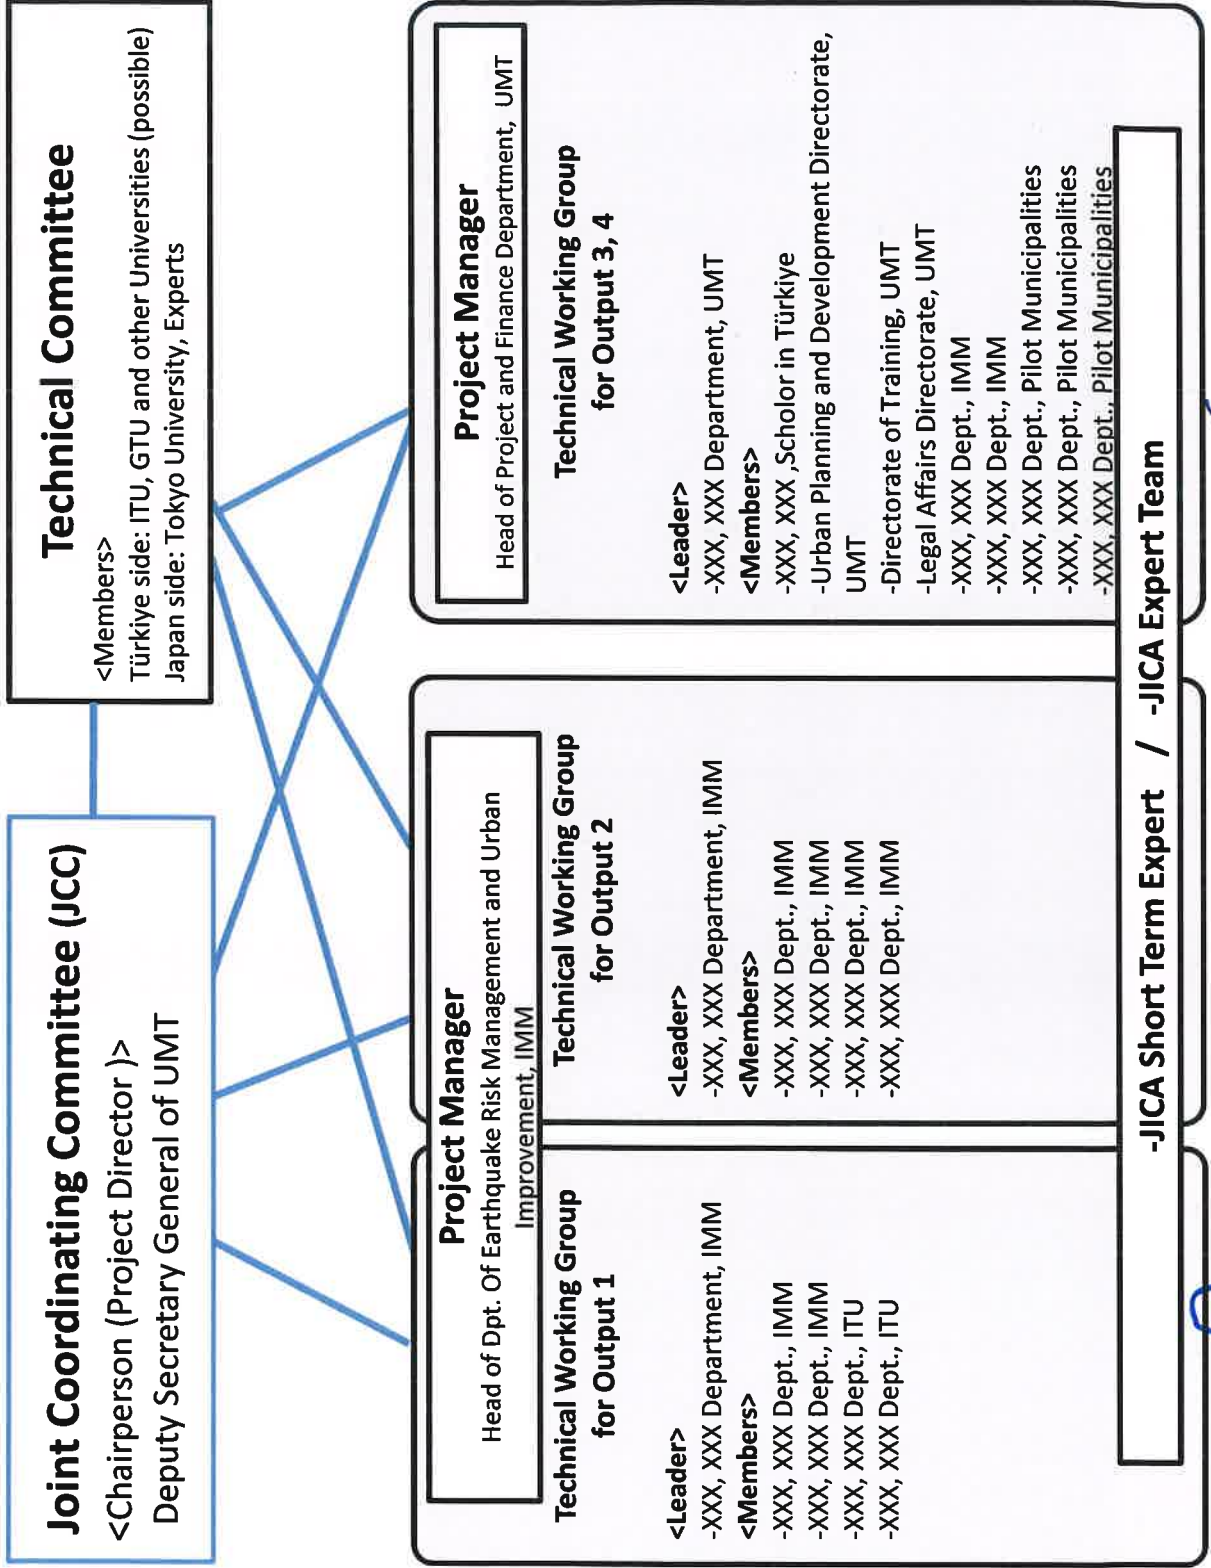 Joint Coordinating Committee (JCC)
<Chairperson (Project Director )>
Deputy Secretary General of UMT
Technical Committee
<Members>
Türkiye side: ITU, GTU and other Universities (possible)
Japan side: Tokyo University, Experts
Project Manager
Head of Dpt. Of Earthquake Risk Management and Urban
Improvement, IMM
Technical Working Group
for Output 1
<Leader>
-XXX, XXX Department, IMM
<Members>
-XXX, XXX Dept., IMM
-XXX, XXX Dept., IMM
-XXX, XXX Dept., ITU
-XXX, XXX Dept., ITU
Technical Working Group
for Output 2
<Leader>
-XXX, XXX Department, IMM
<Members>
-XXX, XXX Dept., IMM
-XXX, XXX Dept., IMM
-XXX, XXX Dept., IMM
-XXX, XXX Dept., IMM
Project Manager
Head of Project and Finance Department, UMT
Technical Working Group
for Output 3, 4
<Leader>
-XXX, XXX Department, UMT
<Members>
-XXX, XXX ,Scholor in Türkiye
-Urban Planning and Development Directorate,
UMT
-Directorate of Training, UMT
-Legal Affairs Directorate, UMT
-XXX, XXX Dept., IMM
-XXX, XXX Dept., IMM
-XXX, XXX Dept., Pilot Municipalities
-XXX, XXX Dept., Pilot Municipalities
-XXX, XXX Dept., Pilot Municipalities
-JICA Short Term Expert / -JICA Expert Team